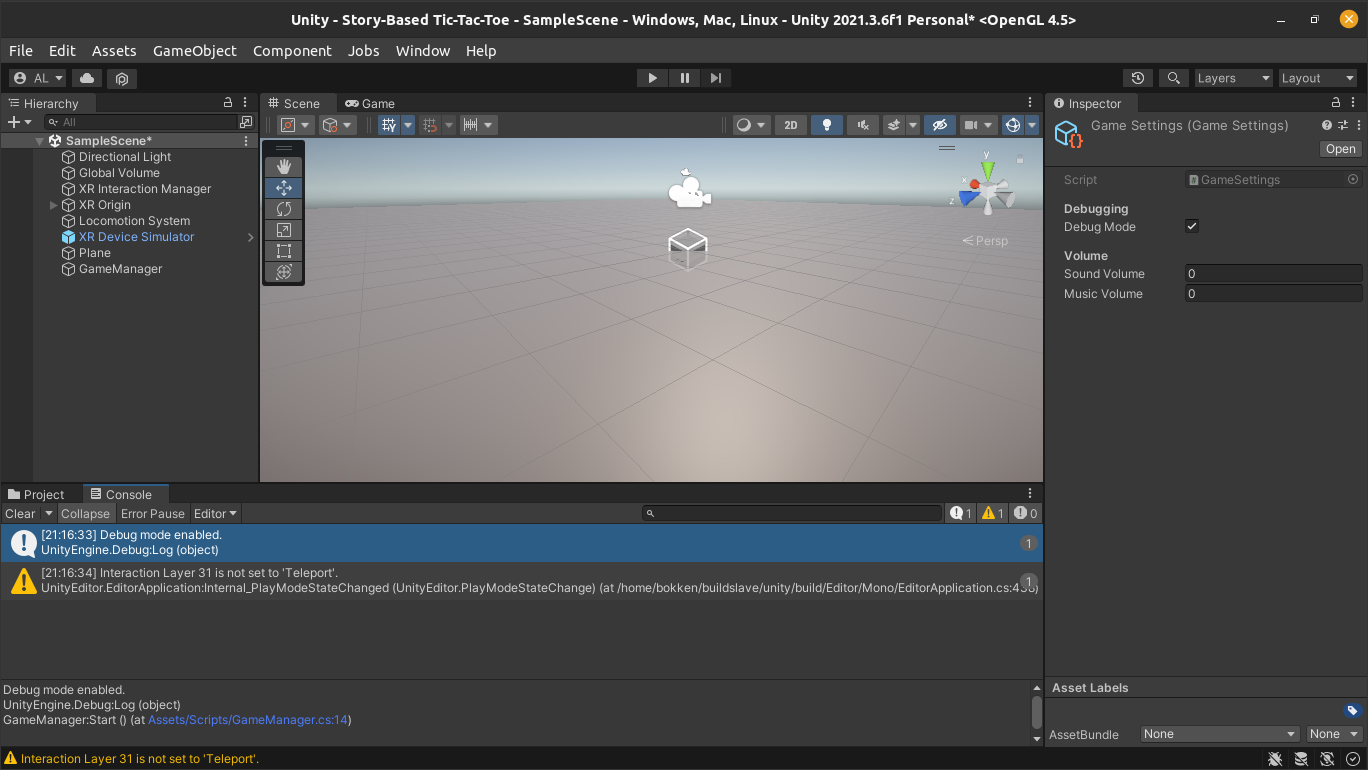 Unity - Story-Based Tic-Tac-Toe - SampleScene - Windows, Mac, Linux - Unity 2021.3.6f1 Personal* <OpenGL 4.5>
File Edit Assets GameObject Component Jobs Window Help
AL
Layers
Layout
Hierarchy
All
SampleScene*
Directional Light
Global Volume
XR Interaction Manager
XR Origin
Locomotion System
XR Device Simulator
Plane
GameManager
Scene Game
2D
y
x
z
Persp
Inspector
Game Settings (Game Settings)
Open
Script GameSettings
Debugging
Debug Mode
Volume
Sound Volume 0
Music Volume 0
Project Console
Clear Collapse Error Pause Editor
1 1 0
[21:16:33] Debug mode enabled.
UnityEngine.Debug:Log (object)
1
[21:16:34] Interaction Layer 31 is not set to 'Teleport'.
UnityEditor.EditorApplication:Internal_PlayModeStateChanged (UnityEditor.PlayModeStateChange) (at /home/bokken/buildslave/unity/build/Editor/Mono/EditorApplication.cs:436)
1
Debug mode enabled.
UnityEngine.Debug:Log (object)
GameManager:Start () (at Assets/Scripts/GameManager.cs:14)
Asset Labels
AssetBundle None None
Interaction Layer 31 is not set to 'Teleport'.